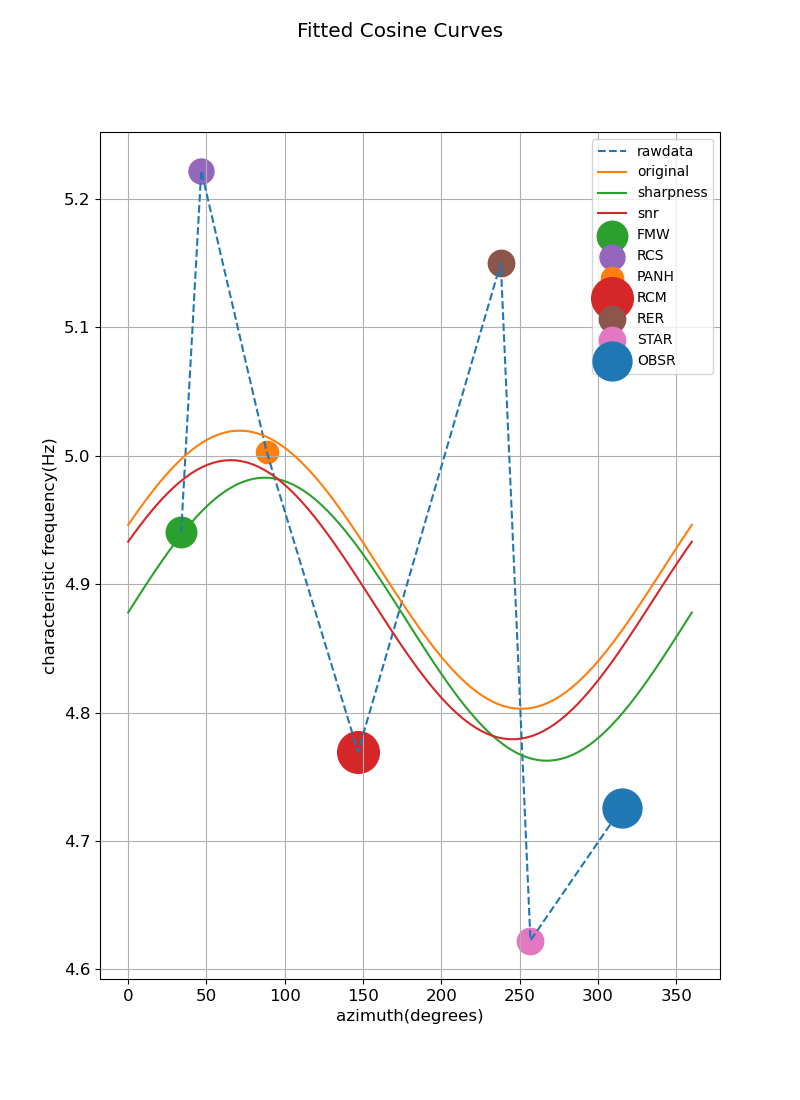 Fitted Cosine Curves
rawdata
original
sharpness
snr
FMW
RCS
PANH
RCM
RER
STAR
OBSR
characteristic frequency(Hz)
5.2
5.1
5.0
4.9
4.8
4.7
4.6
0 50 100 150 200 250 300 350
azimuth(degrees)